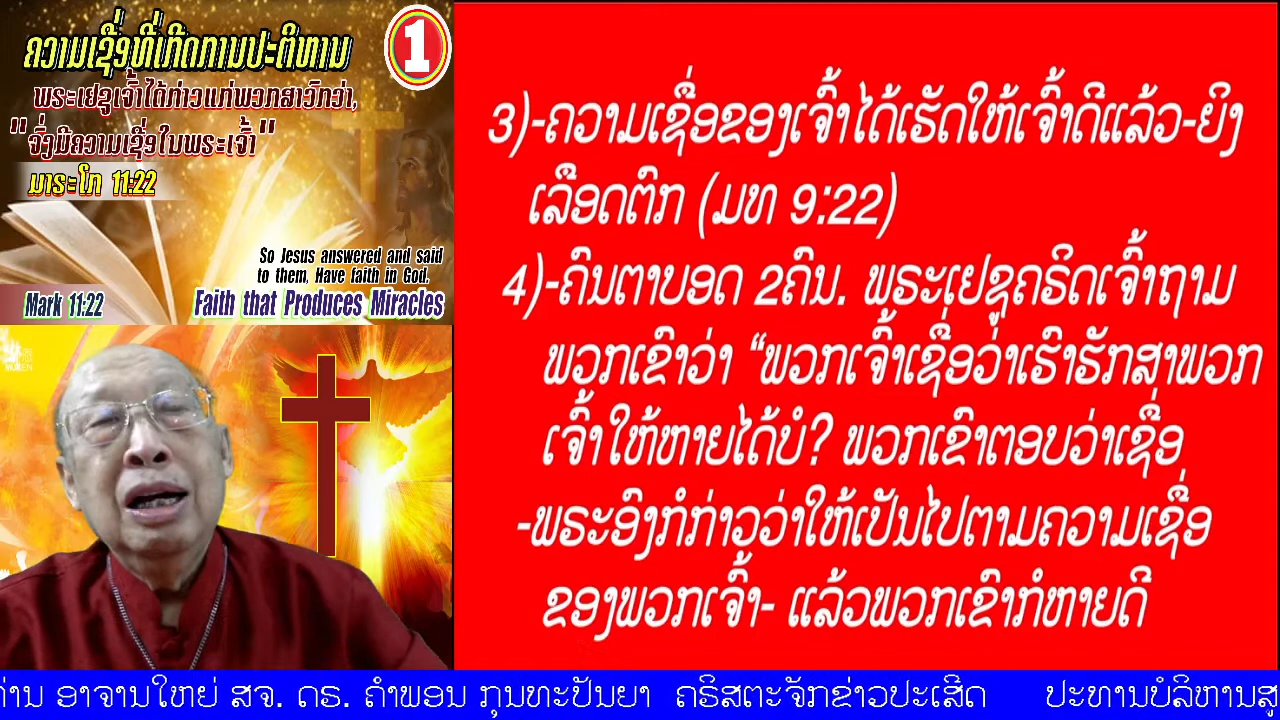 ຄວາມເຊື່ອທີ່ເກີດການປະຕິຫານ
1
ພຣະເຢຊູເຈົ້າໄດ້ກ່າວແກ່ພວກສາວົກວ່າ,
"ຈົ່ງມີຄວາມເຊື່ອໃນພຣະເຈົ້າ"
ມາຣະໂກ 11:22
So Jesus answered and said
to them, Have faith in God.
Mark 11:22
Faith that Produces Miracles
3)-ຄວາມເຊື່ອຂອງເຈົ້າໄດ້ເຮັດໃຫ້ເຈົ້າດີແລ້ວ-ຍິງ
ເລືອດຕົກ (ມທ 9:22)
4)-ຄົນຕາບອດ 2ຄົນ. ພຣະເຢຊູຄຣິດເຈົ້າຖາມ
ພວກເຂົາວ່າ “ພວກເຈົ້າເຊື່ອວ່າເຮົາຮັກສາພວກ
ເຈົ້າໃຫ້ຫາຍໄດ້ບໍ? ພວກເຂົາຕອບວ່າເຊື່ອ
-ພຣະອົງກໍກ່າວວ່າໃຫ້ເປັນໄປຕາມຄວາມເຊື່ອ
ຂອງພວກເຈົ້າ- ແລ້ວພວກເຂົາກໍຫາຍດີ
ທ່ານ ອາຈານໃຫຍ່ ສຈ. ດຣ. ຄຳພອນ ກຸນທະປັນຍາ ຄຣິສຕະຈັກຂ່າວປະເສີດ ປະທານບໍລິຫານສູ